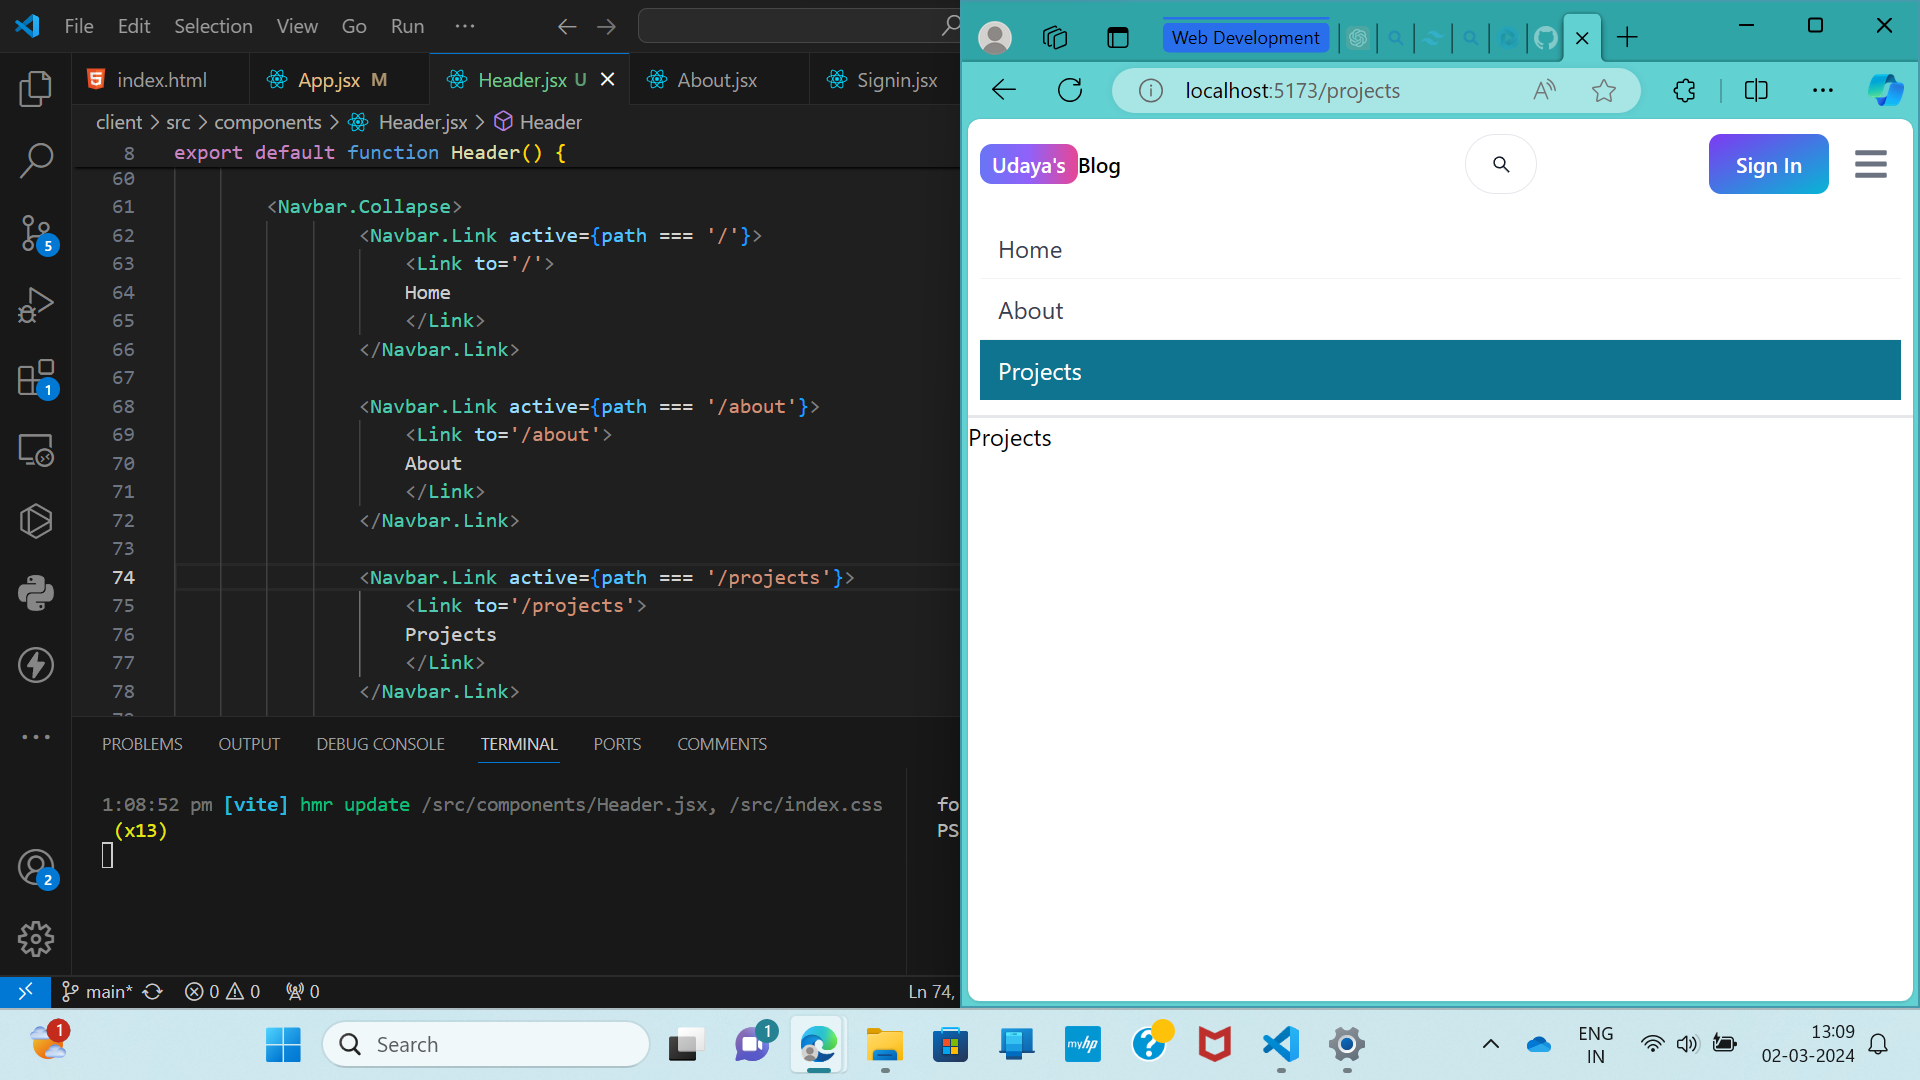 File Edit Selection View Go Run ···
index.html
App.jsx M
Header.jsx U
About.jsx
Signin.jsx
client > src > components > Header.jsx > Header
8 export default function Header() {
60
61 <Navbar.Collapse>
62 <Navbar.Link active={path === '/'}>
63 <Link to='/'>
64 Home
65 </Link>
66 </Navbar.Link>
67
68 <Navbar.Link active={path === '/about'}>
69 <Link to='/about'>
70 About
71 </Link>
72 </Navbar.Link>
73
74 <Navbar.Link active={path === '/projects'}>
75 <Link to='/projects'>
76 Projects
77 </Link>
78 </Navbar.Link>
5
1
2
PROBLEMS OUTPUT DEBUG CONSOLE TERMINAL PORTS COMMENTS
1:08:52 pm [vite] hmr update /src/components/Header.jsx, /src/index.css
(x13)
fo
PS
main* 0 0 0
Ln 74,
Web Development
localhost:5173/projects
Udaya's Blog
Sign In
Home
About
Projects
Projects
1
Search
1
myhp
?
ENG
IN
13:09
02-03-2024